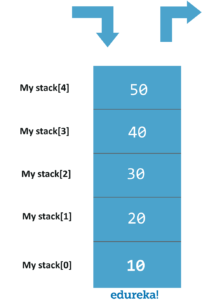 My stack[4] 50
My stack[3] 40
My stack[2] 30
My stack[1] 20
My stack[0] 10
edureka!